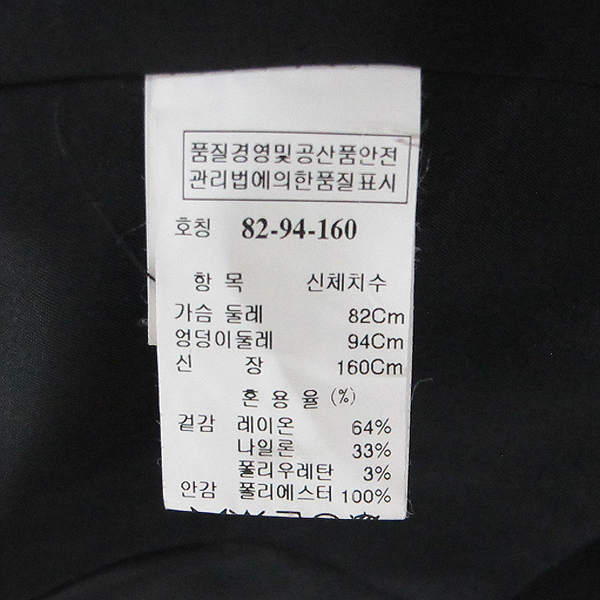 품질경영및공산품안전
관리법에의한품질표시
호칭 82-94-160
항 목 신체치수
가슴 둘레 82Cm
엉덩이둘레 94Cm
신 장 160Cm
혼 용 율 (%)
겉감 레이온 64%
나일론 33%
폴리우레탄 3%
안감 폴리에스터 100%